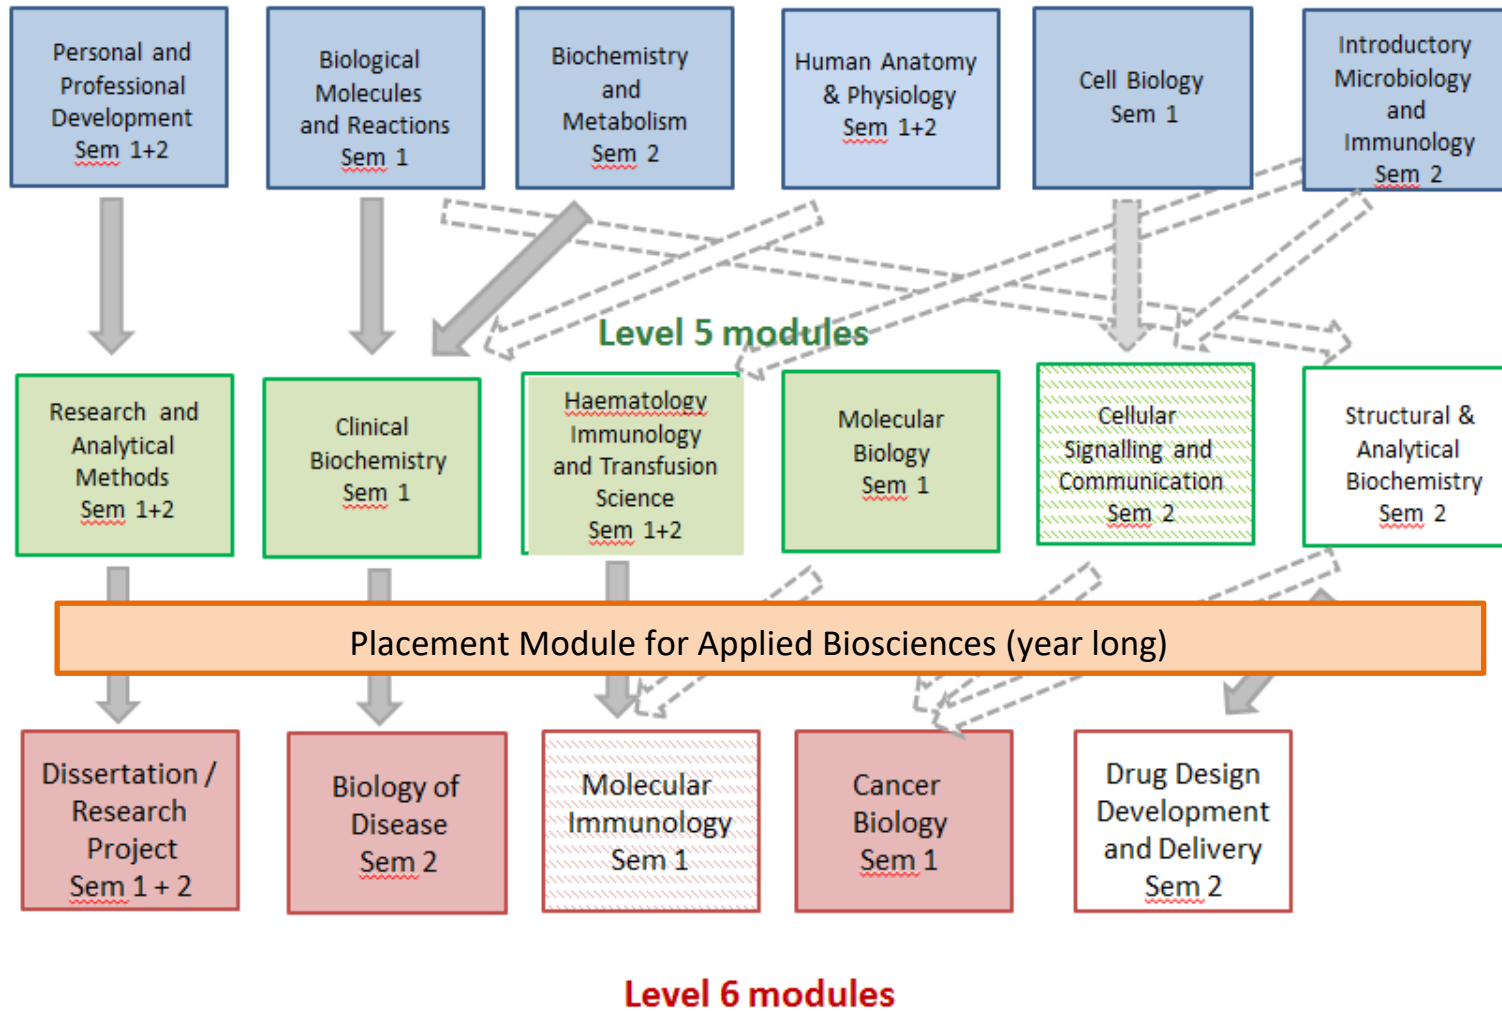 Personal and
Professional
Development
Sem 1+2
Biological
Molecules
and Reactions
Sem 1
Biochemistry
and
Metabolism
Sem 2
Human Anatomy
& Physiology
Sem 1+2
Cell Biology
Sem 1
Introductory
Microbiology
and
Immunology
Sem 2
Level 5 modules
Research and
Analytical
Methods
Sem 1+2
Clinical
Biochemistry
Sem 1
Haematology
Immunology
and Transfusion
Science
Sem 1+2
Molecular
Biology
Sem 1
Cellular
Signalling and
Communication
Sem 2
Structural &
Analytical
Biochemistry
Sem 2
Placement Module for Applied Biosciences (year long)
Dissertation /
Research
Project
Sem 1 + 2
Biology of
Disease
Sem 2
Molecular
Immunology
Sem 1
Cancer
Biology
Sem 1
Drug Design
Development
and Delivery
Sem 2
Level 6 modules